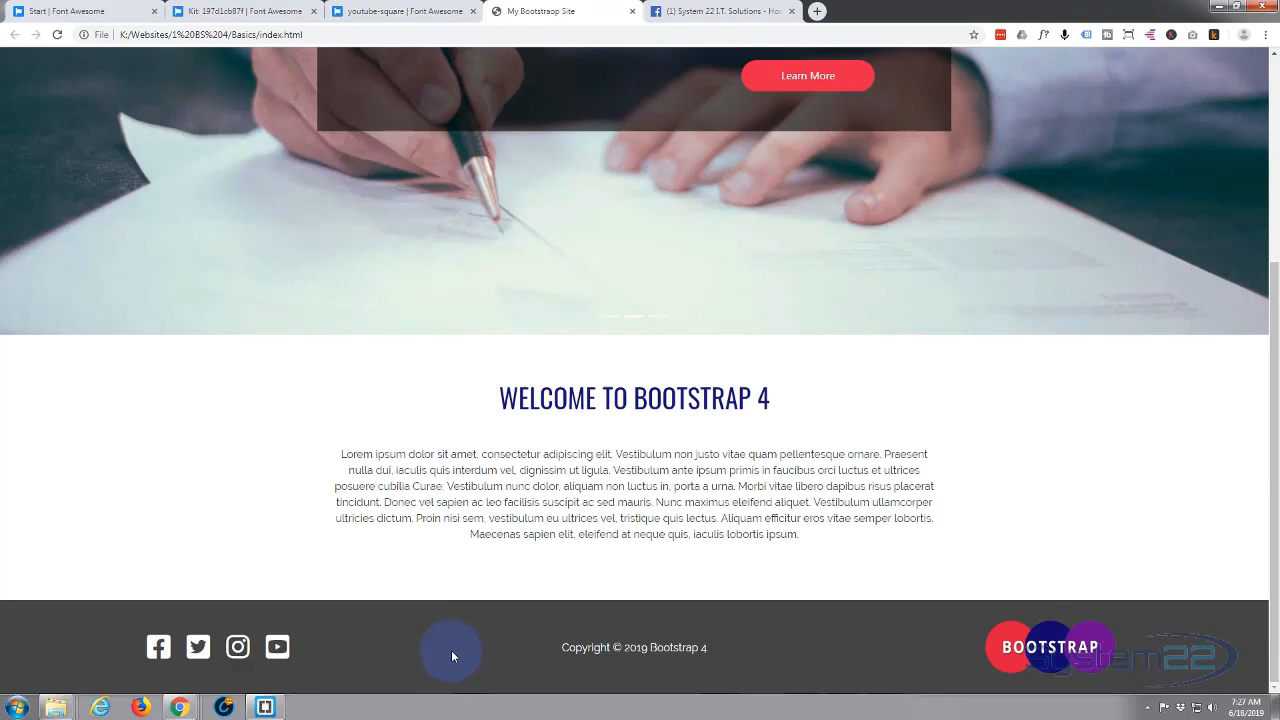 Start | Font Awesome
Kit: 197d1cb87f | Font Awesome
youtube-square | Font Awesome
My Bootstraop Site
(1) System 22 I.T. Solutions - Ho
File
K:/Websites/1%20BS%204/Basics/index.html
Learn More
WELCOME TO BOOTSTRAP 4
Lorem ipsum dolor sit amet, consectetur adipiscing elit. Vestibulum non justo vitae quam pellentesque ornare. Praesent
nulla dui, iaculis quis interdum vel, dignissim ut ligula. Vestibulum ante ipsum primis in faucibus orci luctus et ultrices
posuere cubilia Curae; Vestibulum nunc dolor, aliquam non luctus in, porta a urna. Morbi vitae libero dapibus risus placerat
tincidunt. Donec vel sapien ac leo facilisis suscipit ac sed mauris. Nunc maximus eleifend aliquet. Vestibulum ullamcorper
ultricies dictum. Proin nisi sem, vestibulum eu ultrices vel, tristique quis lectus. Aliquam efficitur eros vitae semper lobortis.
Maecenas sapien elit, eleifend at neque quis, iaculis lobortis ipsum.
Copyright © 2019 Bootstrap 4
BOOTSTRAP
system22
7:27 AM
6/18/2019